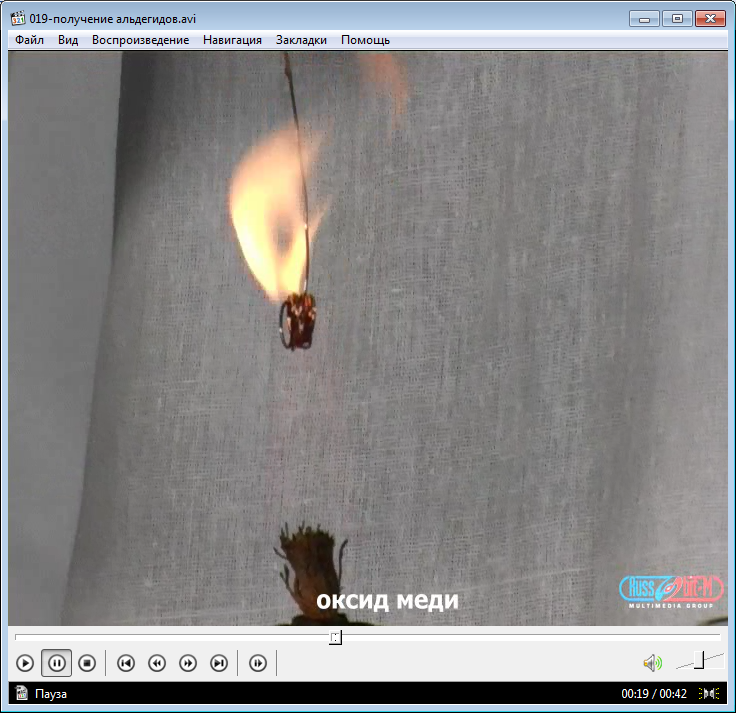 019-получение альдегидов.avi
Файл Вид Воспроизведение Навигация Закладки Помощь
оксид меди
Russobit-M
MULTIMEDIA GROUP
Пауза
00:19 / 00:42